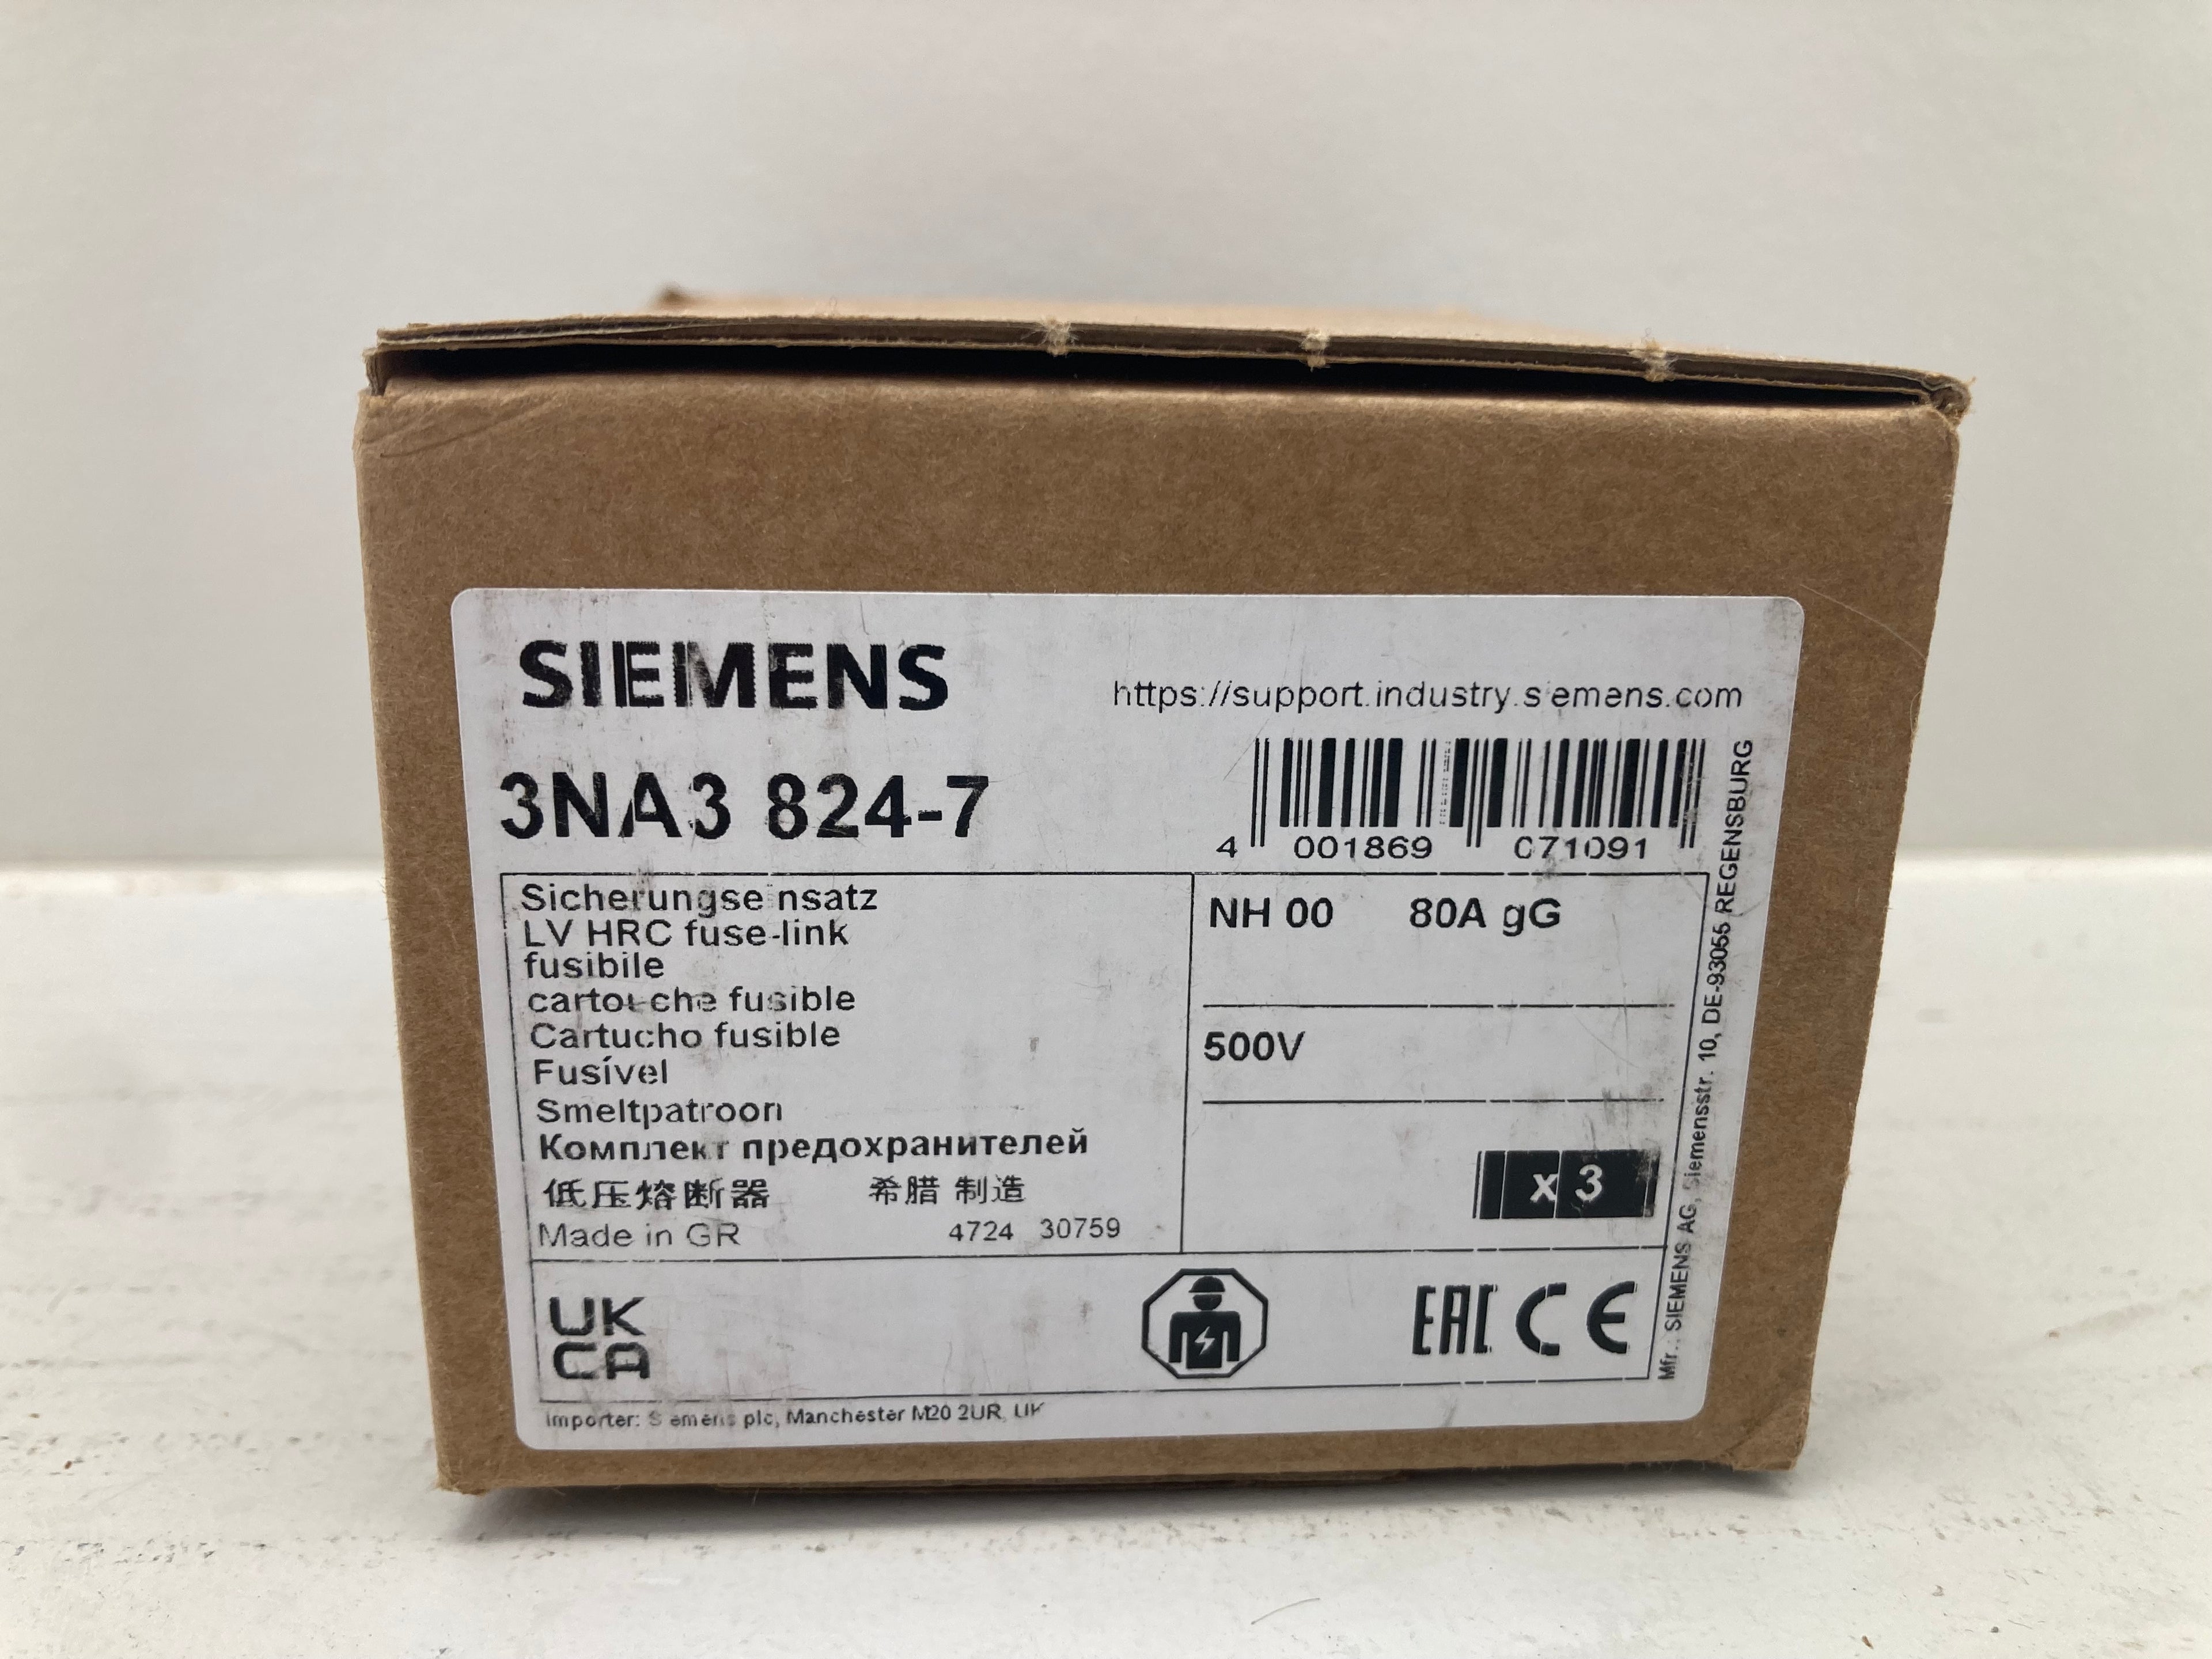 SIEMENS
https://support.industry.siemens.com
3NA3 824-7
4 001869 071091
Sicherungseinsatz
LV HRC fuse-link
fusibile
cartouche fusible
Cartucho fusible
Fusível
Smeltpatroon
Комплект предохранителей
低压熔断器 希腊 制造
Made in GR 4724 30759
NH 00 80A gG
500V
x 3
UK
CA
EAC CE
Mfr.: SIEMENS AG, Siemensstr. 10, DE-93055 REGENSBURG
Importer: Siemens plc, Manchester M20 2UR, UK